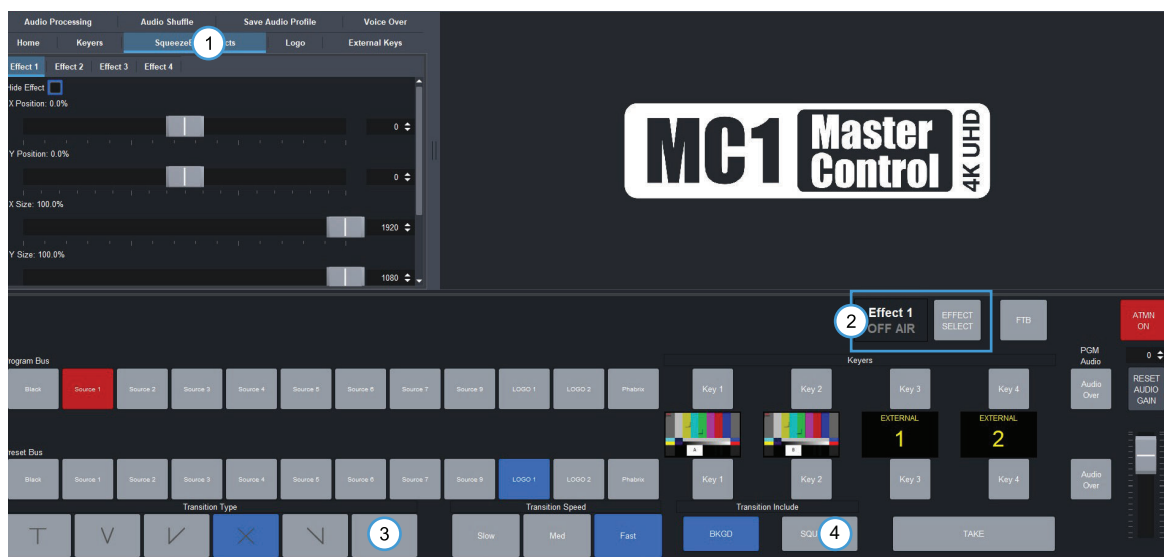 Audio Processing Audio Shuffle Save Audio Profile Voice Over
Home Keyers Logo External Keys
1
Effect 1 Effect 2 Effect 3 Effect 4
Hide Effect
X Position: 0.0%
0
Y Position: 0.0%
0
X Size: 100.0%
1920
Y Size: 100.0%
1080
MC1 Master Control 4K UHD
2
Effect 1
OFF AIR
EFFECT
SELECT
FTB
ATMN
ON
rogram Bus
Keyers
PGM
Audio
0
Black Source 1 Source 2 Source 3 Source 4 Source 5 Source 6 Source 7 Source 9 LOGO 1 LOGO 2 Phabrix
Key 1 Key 2 Key 3 Key 4
Audio
Over
RESET
AUDIO
GAIN
A
E
EXTERNAL
1
EXTERNAL
2
reset Bus
Black Source 1 Source 2 Source 3 Source 4 Source 5 Source 6 Source 7 Source 9 LOGO 1 LOGO 2 Phabrix
Key 1 Key 2 Key 3 Key 4
Audio
Over
Transition Type Transition Speed Transition Include
3
Slow Med Fast
BKGD SQU
4
TAKE